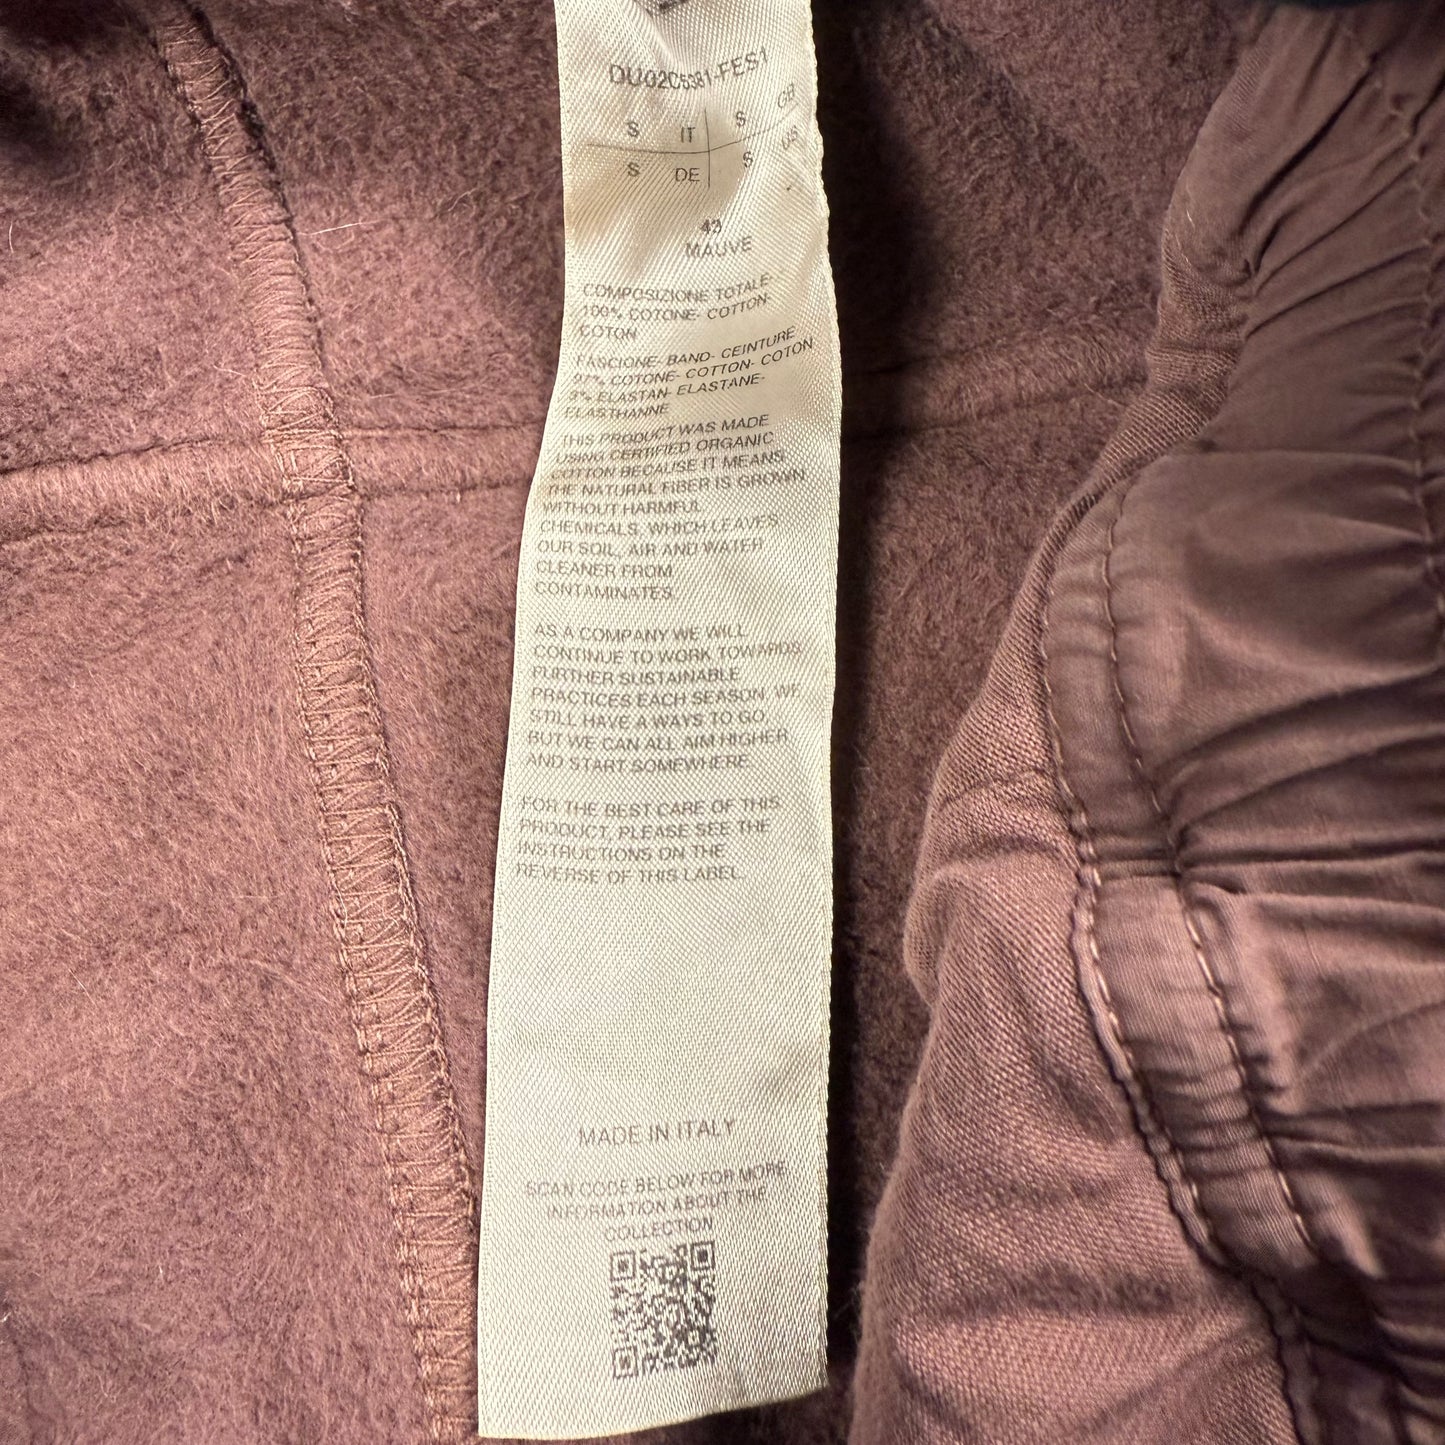 DU02C5381-FES1
S IT S GB
S DE S US
43
MAUVE
COMPOSIZIONE TOTALE-
100% COTONE- COTTON-
COTON
FASCIONE- BAND- CEINTURE
97% COTONE- COTTON- COTON
3% ELASTAN- ELASTANE-
ELASTHANNE
THIS PRODUCT WAS MADE
USING CERTIFIED ORGANIC
COTTON BECAUSE IT MEANS
THE NATURAL FIBER IS GROWN
WITHOUT HARMFUL
CHEMICALS, WHICH LEAVES
OUR SOIL, AIR AND WATER
CLEANER FROM
CONTAMINATES.
AS A COMPANY WE WILL
CONTINUE TO WORK TOWARDS
FURTHER SUSTAINABLE
PRACTICES EACH SEASON. WE
STILL HAVE A WAYS TO GO,
BUT WE CAN ALL AIM HIGHER
AND START SOMEWHERE.
FOR THE BEST CARE OF THIS
PRODUCT, PLEASE SEE THE
INSTRUCTIONS ON THE
REVERSE OF THIS LABEL.
MADE IN ITALY
SCAN CODE BELOW FOR MORE
INFORMATION ABOUT THE
COLLECTION